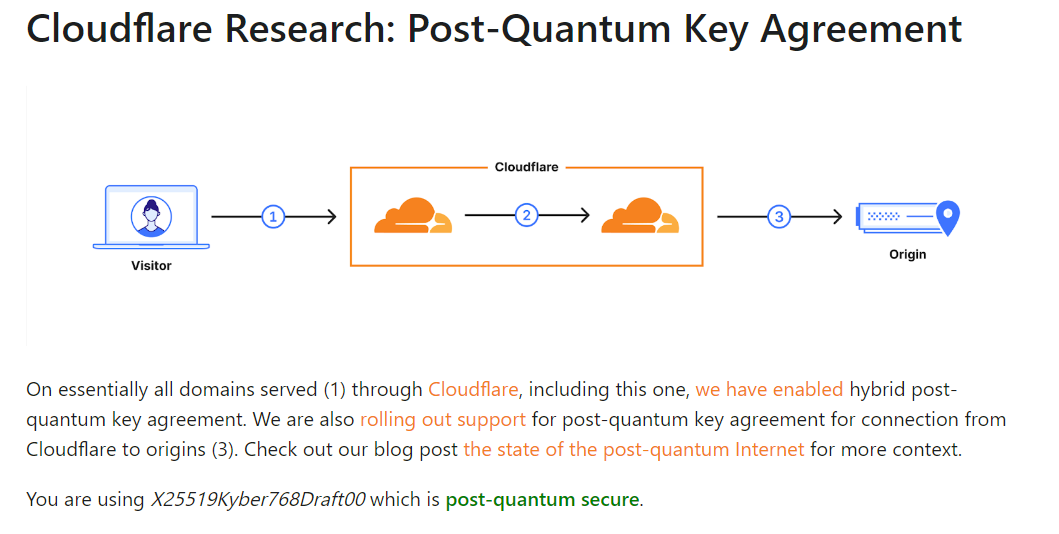 Cloudflare Research: Post-Quantum Key Agreement
Cloudflare
1
2
3
Visitor
Origin
On essentially all domains served (1) through Cloudflare, including this one, we have enabled hybrid post-
quantum key agreement. We are also rolling out support for post-quantum key agreement for connection from
Cloudflare to origins (3). Check out our blog post the state of the post-quantum Internet for more context.
You are using X25519Kyber768Draft00 which is post-quantum secure.